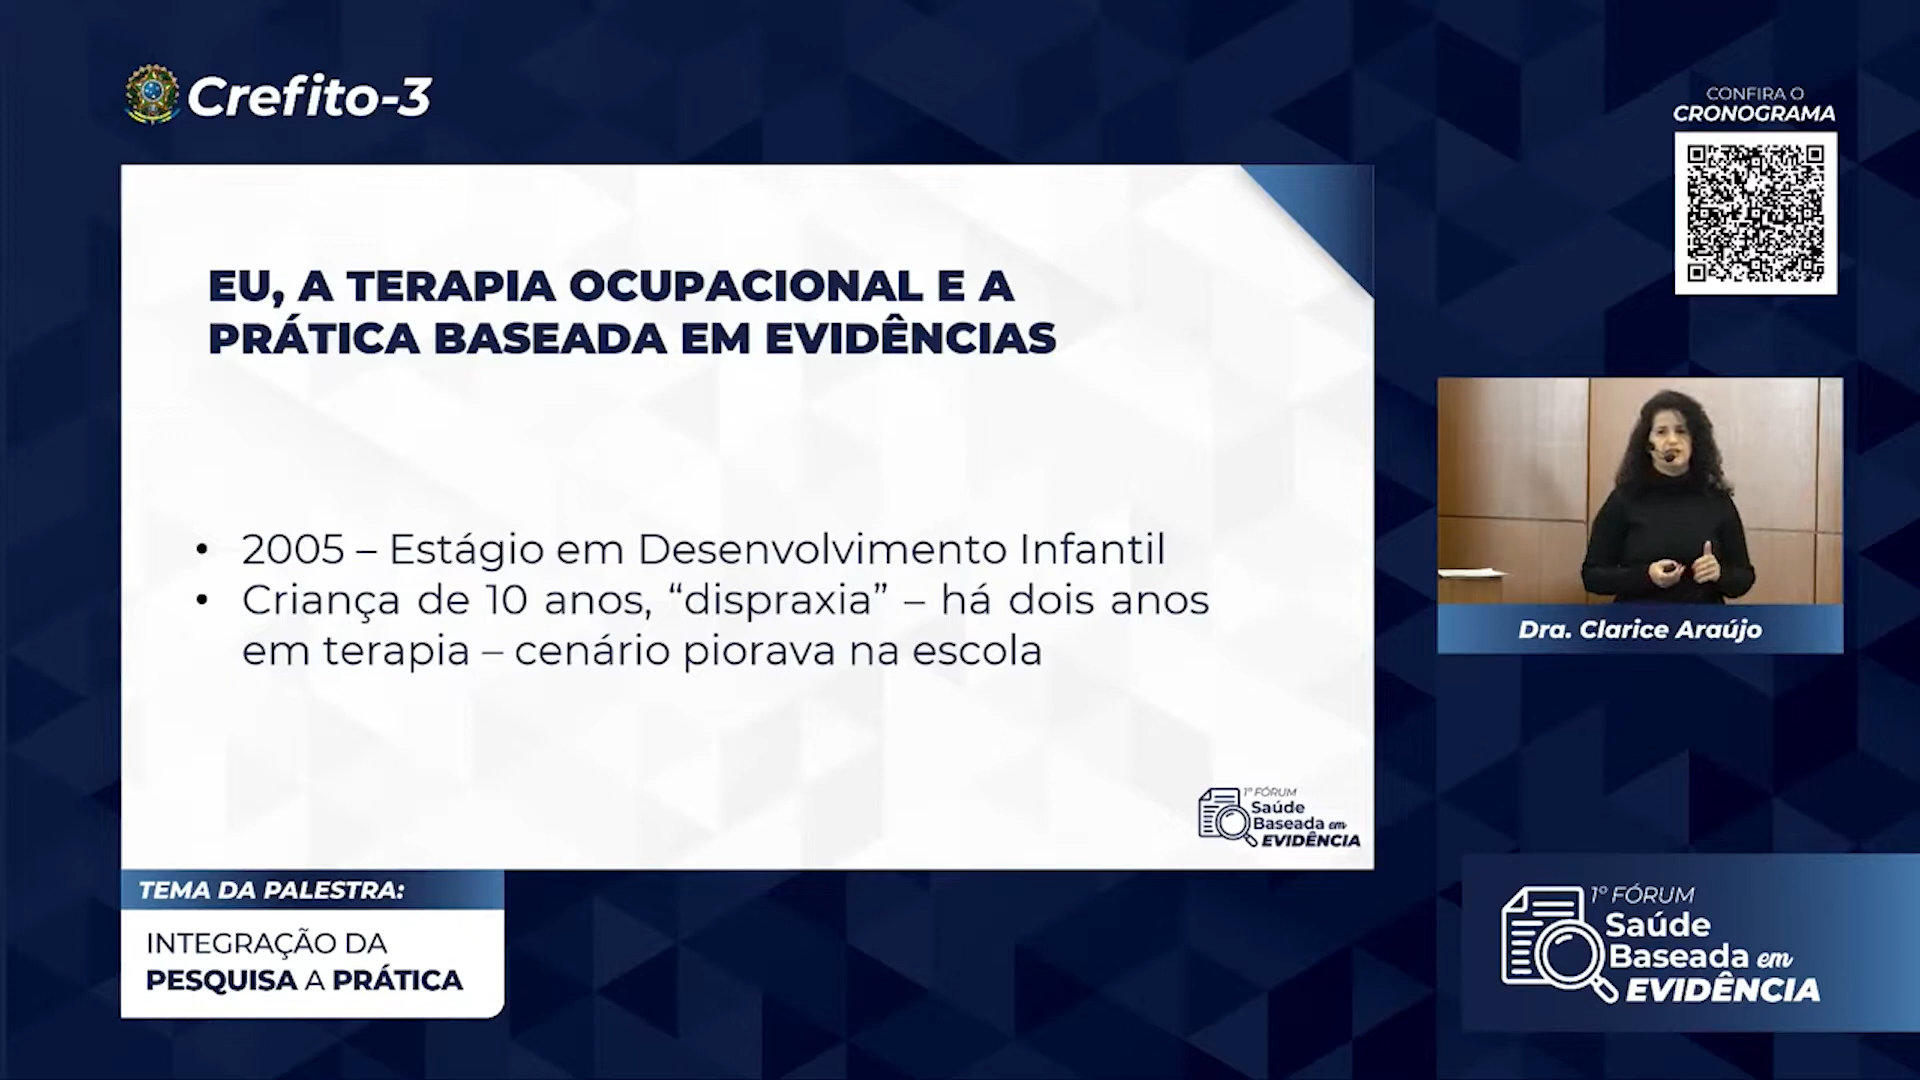 Crefito-3
CONFIRA O
CRONOGRAMA
EU, A TERAPIA OCUPACIONAL E A
PRÁTICA BASEADA EM EVIDÊNCIAS
• 2005 – Estágio em Desenvolvimento Infantil
• Criança de 10 anos, “dispraxia” – há dois anos
em terapia – cenário piorava na escola
1º FÓRUM
Saúde
Baseada em
EVIDÊNCIA
Dra. Clarice Araújo
TEMA DA PALESTRA:
INTEGRAÇÃO DA
PESQUISA A PRÁTICA
1º FÓRUM
Saúde
Baseada em
EVIDÊNCIA